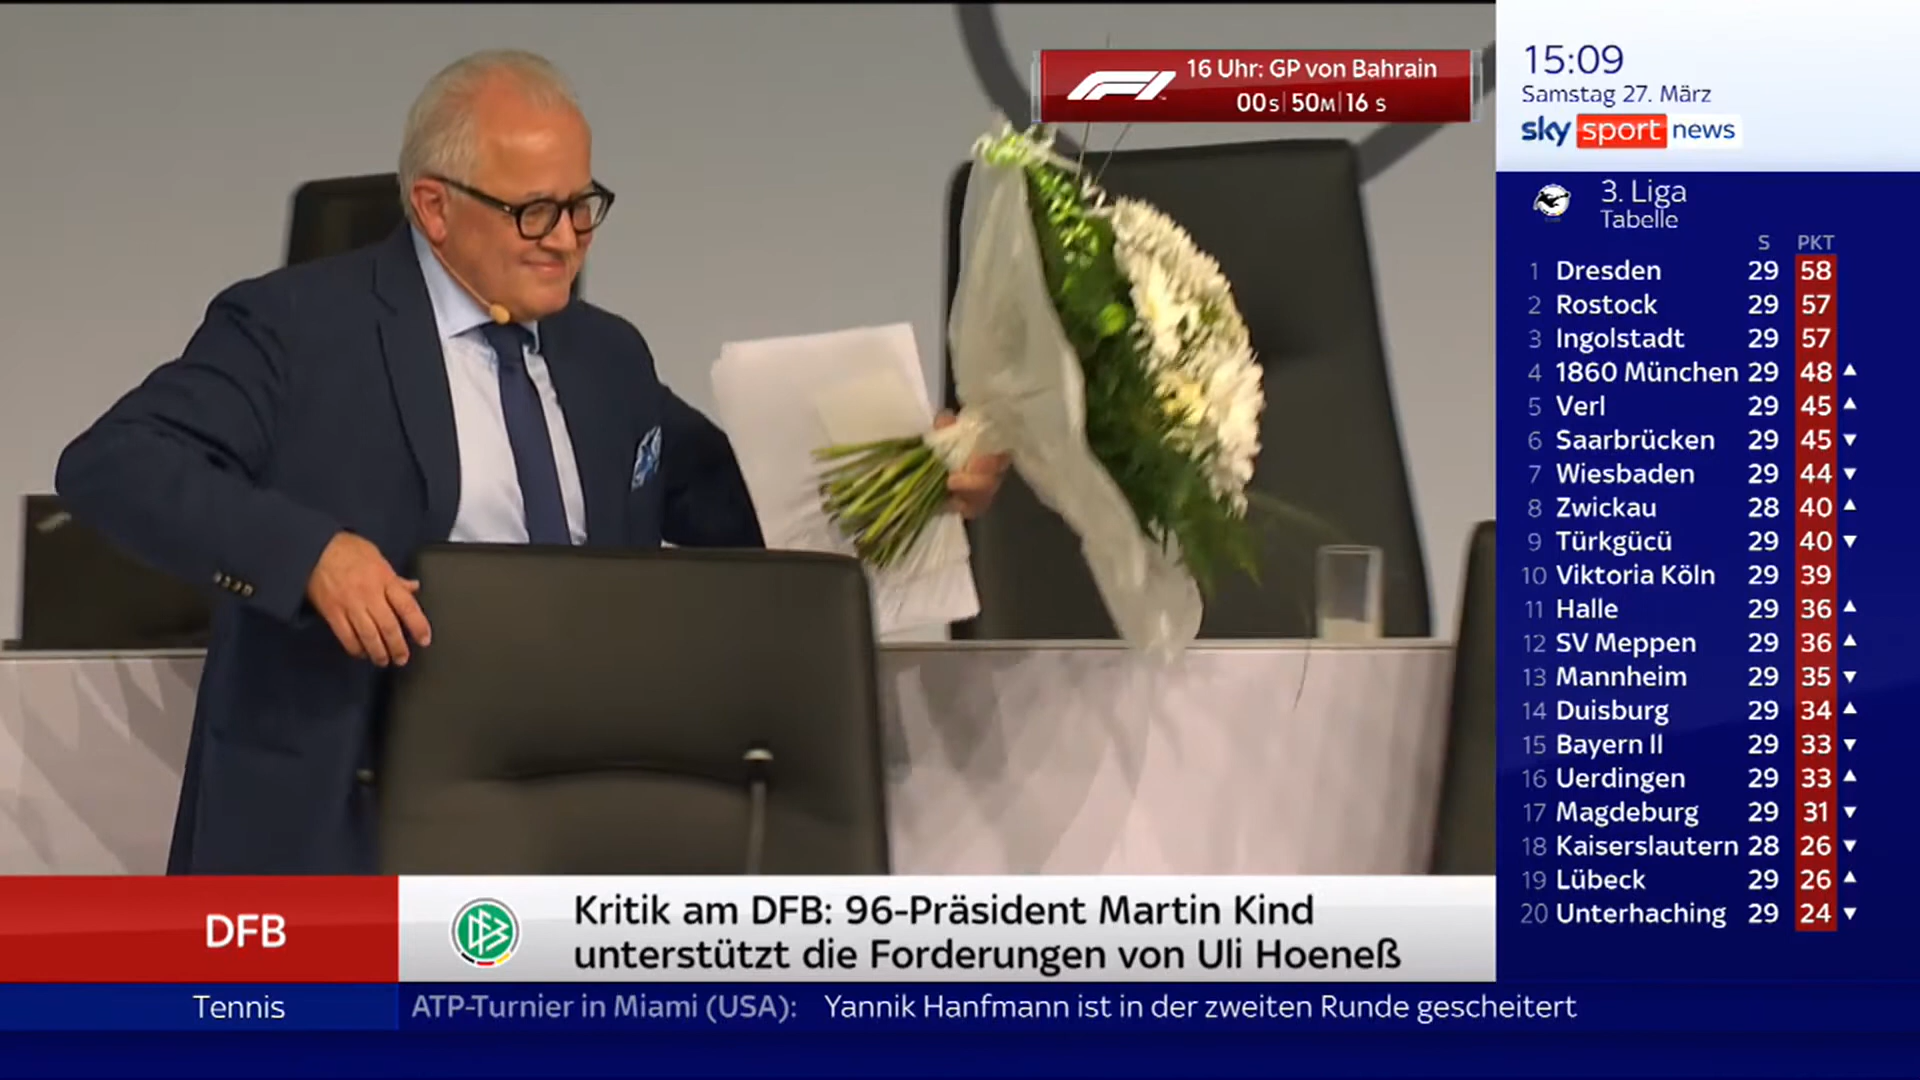 16 Uhr: GP von Bahrain
00S|50M|16 S
15:09
Samstag 27. März
sky sport news
3. Liga
Tabelle
S PKT
1 Dresden 29 58
2 Rostock 29 57
3 Ingolstadt 29 57
4 1860 München 29 48 ▲
5 Verl 29 45 ▲
6 Saarbrücken 29 45 ▼
7 Wiesbaden 29 44 ▼
8 Zwickau 28 40 ▲
9 Türkgücü 29 40 ▼
10 Viktoria Köln 29 39
11 Halle 29 36 ▲
12 SV Meppen 29 36 ▲
13 Mannheim 29 35 ▼
14 Duisburg 29 34 ▲
15 Bayern II 29 33 ▼
16 Uerdingen 29 33 ▲
17 Magdeburg 29 31 ▼
18 Kaiserslautern 28 26 ▼
19 Lübeck 29 26 ▲
20 Unterhaching 29 24 ▼
DFB
DFB
Kritik am DFB: 96-Präsident Martin Kind
unterstützt die Forderungen von Uli Hoeneß
Tennis
ATP-Turnier in Miami (USA): Yannik Hanfmann ist in der zweiten Runde gescheitert